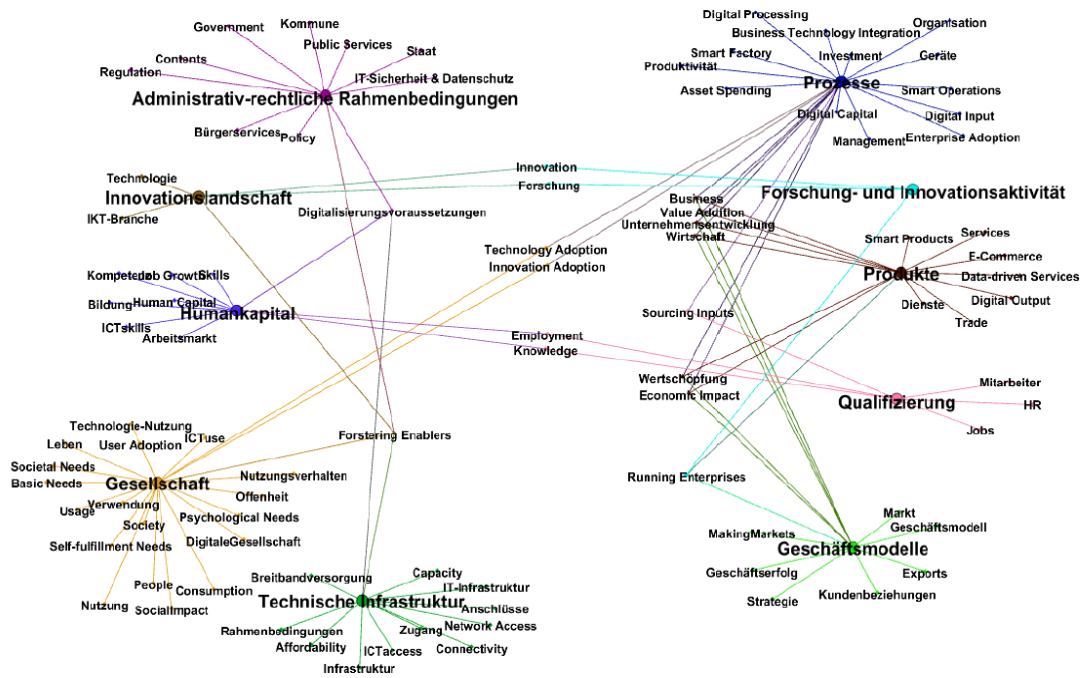 Government
Kommune
Public Services
Staat
Contents
Regulation
IT-Sicherheit & Datenschutz
Administrativ-rechtliche Rahmenbedingungen
Bürgerservices
Policy
Digital Processing
Organisation
Business Technology Integration
Smart Factory
Investment
Geräte
Produktivität
Prozesse
Asset Spending
Smart Operations
Digital Capital
Digital Input
Management
Enterprise Adoption
Technologie
Innovationslandschaft
IKT-Branche
Innovation
Forschung
Digitalisierungsvoraussetzungen
Forschung- und Innovationsaktivität
Business
Value Addition
Unternehmensentwicklung
Wirtschaft
Technology Adoption
Innovation Adoption
Smart Products
Services
E-Commerce
Produkte
Data-driven Services
Dienste
Digital Output
Trade
Kompetenz
Job Growth
Skills
Bildung
Human Capital
Humankapital
ICTskills
Arbeitsmarkt
Sourcing Inputs
Employment
Knowledge
Wertschöpfung
Economic Impact
Mitarbeiter
Qualifizierung
HR
Jobs
Forstering Enablers
Technologie-Nutzung
Leben
User Adoption
ICTuse
Societal Needs
Basic Needs
Gesellschaft
Nutzungsverhalten
Offenheit
Usage
Verwendung
Psychological Needs
Society
Self-fulfillment Needs
DigitaleGesellschaft
People
Consumption
Nutzung
SocialImpact
Running Enterprises
Markt
MakingMarkets
Geschäftsmodell
Geschäftsmodelle
Geschäftserfolg
Exports
Strategie
Kundenbeziehungen
Breitbandversorgung
Capacity
IT-Infrastruktur
Technische Infrastruktur
Anschlüsse
Rahmenbedingungen
Zugang
Network Access
Affordability
ICTaccess
Connectivity
Infrastruktur